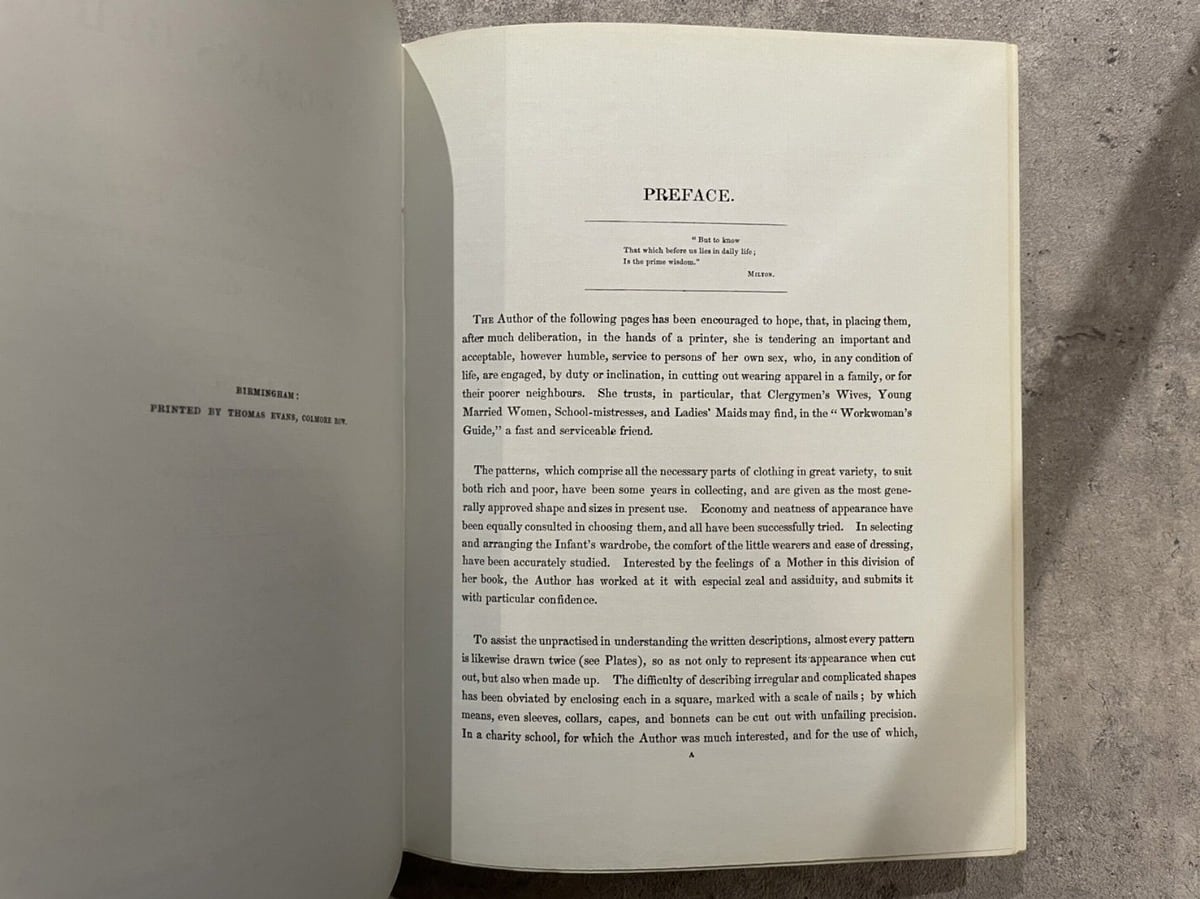 BIRMINGHAM:
PRINTED BY THOMAS EVANS, COLMORE ROW.
PREFACE.
“But to know
That which before us lies in daily life;
Is the prime wisdom.”
MILTON.
THE Author of the following pages has been encouraged to hope, that, in placing them,
after much deliberation, in the hands of a printer, she is tendering an important and
acceptable, however humble, service to persons of her own sex, who, in any condition of
life, are engaged, by duty or inclination, in cutting out wearing apparel in a family, or for
their poorer neighbours. She trusts, in particular, that Clergymen's Wives, Young
Married Women, School-mistresses, and Ladies' Maids may find, in the “Workwoman's
Guide,” a fast and serviceable friend.
The patterns, which comprise all the necessary parts of clothing in great variety, to suit
both rich and poor, have been some years in collecting, and are given as the most gene-
rally approved shape and sizes in present use. Economy and neatness of appearance have
been equally consulted in choosing them, and all have been successfully tried. In selecting
and arranging the Infant's wardrobe, the comfort of the little wearers and ease of dressing,
have been accurately studied. Interested by the feelings of a Mother in this division of
her book, the Author has worked at it with especial zeal and assiduity, and submits it
with particular confidence.
To assist the unpractised in understanding the written descriptions, almost every pattern
is likewise drawn twice (see Plates), so as not only to represent its appearance when cut
out, but also when made up. The difficulty of describing irregular and complicated shapes
has been obviated by enclosing each in a square, marked with a scale of nails; by which
means, even sleeves, collars, capes, and bonnets can be cut out with unfailing precision.
In a charity school, for which the Author was much interested, and for the use of which,
A